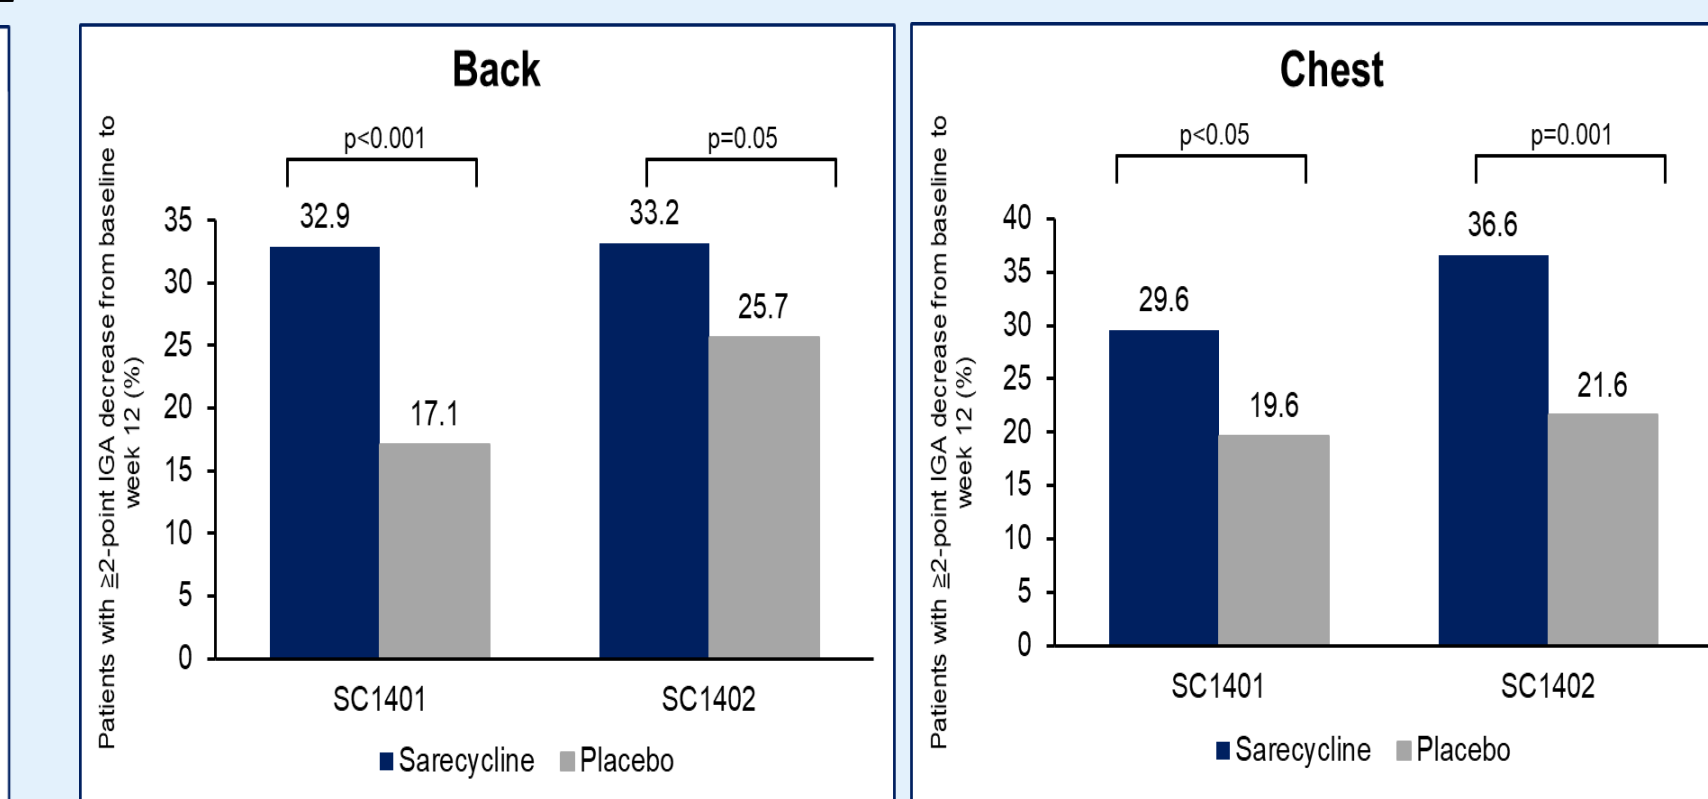 Back
Patients with ≥2-point IGA decrease from baseline to
week 12 (%)
p<0.001
p=0.05
32.9
33.2
17.1
25.7
35
30
25
20
15
10
5
0
SC1401
SC1402
Sarecycline
Placebo
Chest
Patients with ≥2-point IGA decrease from baseline to
week 12 (%)
p<0.05
p=0.001
29.6
36.6
19.6
21.6
40
35
30
25
20
15
10
5
0
SC1401
SC1402
Sarecycline
Placebo